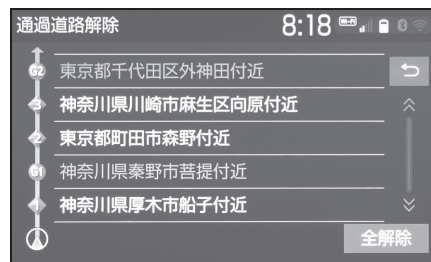 通過道路解除 8:18 Wi-Fi
G2 東京都千代田区外神田付近
3 神奈川県川崎市麻生区向原付近
2 東京都町田市森野付近
G1 神奈川県秦野市菩提付近
1 神奈川県厚木市船子付近
全解除